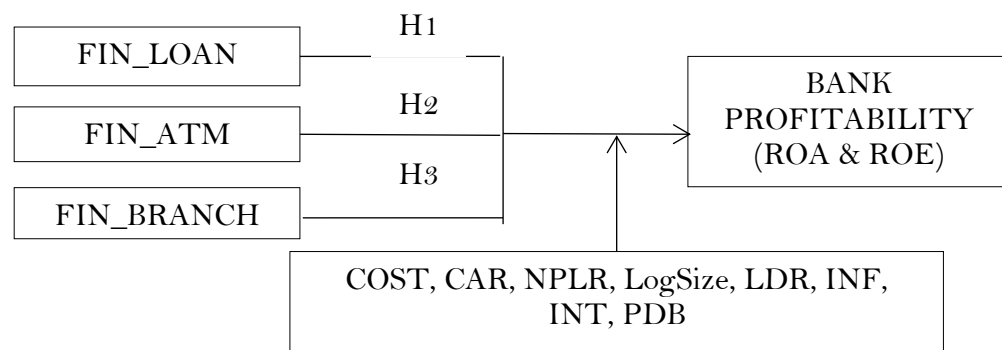 H1
FIN_LOAN
BANK
PROFITABILITY
(ROA & ROE)
H2
FIN_ATM
H3
FIN_BRANCH
COST, CAR, NPLR, LogSize, LDR, INF,
INT, PDB